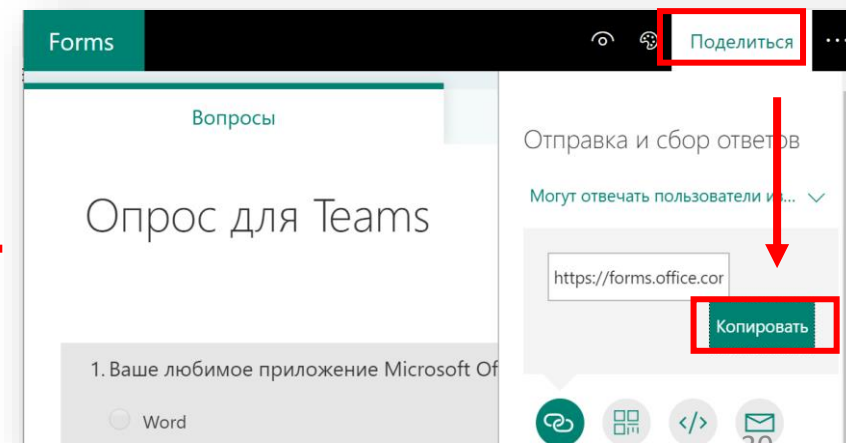 Forms
Поделиться
Вопросы
Отправка и сбор ответов
Могут отвечать пользователи из...
Опрос для Teams
https://forms.office.cor
Копировать
1. Ваше любимое приложение Microsoft Of
Word
</>